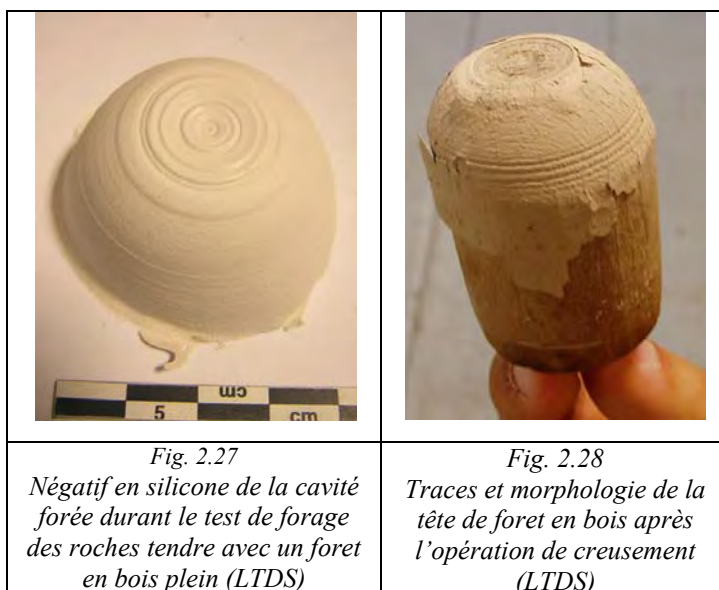 cm
5
cm
Fig. 2.27
Négatif en silicone de la cavité
forée durant le test de forage
des roches tendre avec un foret
en bois plein (LTDS)
Fig. 2.28
Traces et morphologie de la
tête de foret en bois après
l’opération de creusement
(LTDS)